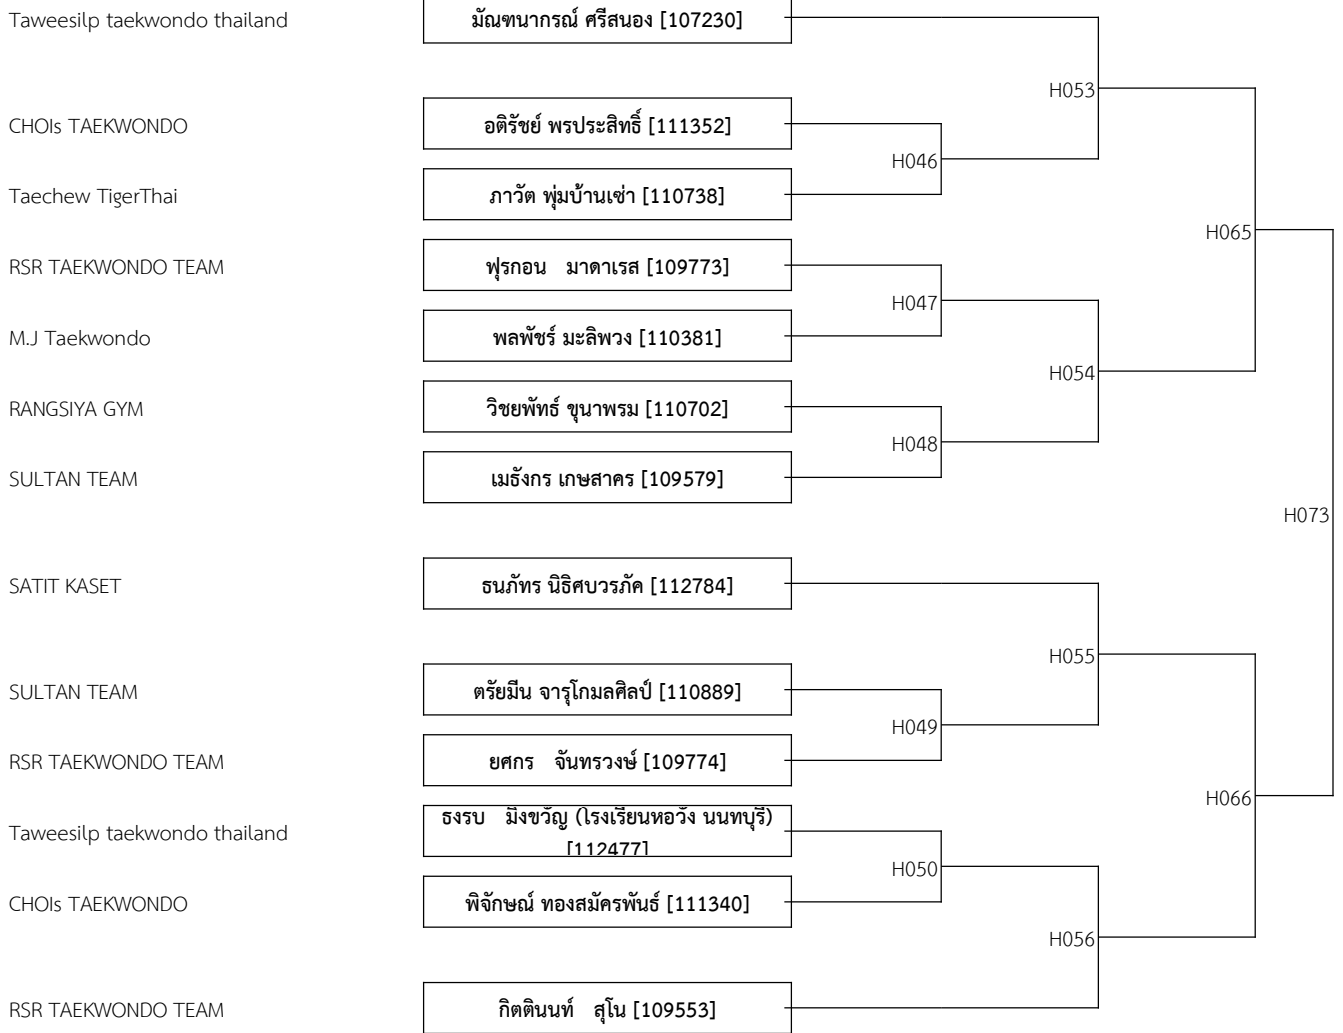 Taweesilp taekwondo thailand
มัณฑนากรณ์ ศรีสนอง [107230]
H053
CHOIs TAEKWONDO
อติรัชย์ พรประสิทธิ์ [111352]
H046
Taechew TigerThai
ภาวัต พุ่มบ้านเซ่า [110738]
H065
RSR TAEKWONDO TEAM
ฟุรกอน มาดาเรส [109773]
H047
M.J Taekwondo
พลพัชร์ มะลิพวง [110381]
H054
RANGSIYA GYM
วิชยพัทธ์ ขุนาพรม [110702]
H048
SULTAN TEAM
เมธังกร เกษสาคร [109579]
H073
SATIT KASET
ธนภัทร นิธิศบวรภัค [112784]
H055
SULTAN TEAM
ตรัยมีน จารุโกมลศิลป์ [110889]
H049
RSR TAEKWONDO TEAM
ยศกร จันทรวงษ์ [109774]
H066
Taweesilp taekwondo thailand
ธงรบ มิ่งขวัญ (โรงเรียนหอวัง นนทบุรี)
[112477]
H050
CHOIs TAEKWONDO
พิจักษณ์ ทองสมัครพันธ์ [111340]
H056
RSR TAEKWONDO TEAM
กิตตินนท์ สุโน [109553]